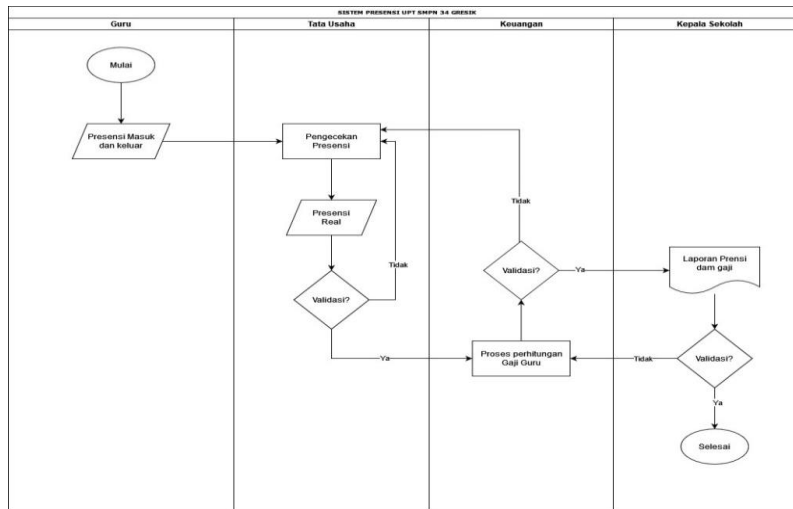 SISTEM PRESENSI UPT SMPN 34 GRESIK
Guru
Tata Usaha
Keuangan
Kepala Sekolah
Mulai
Presensi Masuk
dan keluar
Pengecekan
Presensi
Tidak
Presensi
Real
Tidak
Validasi?
Ya
Laporan Prensi
dam gaji
Validasi?
Ya
Proses perhitungan
Gaji Guru
Tidak
Validasi?
Ya
Selesai